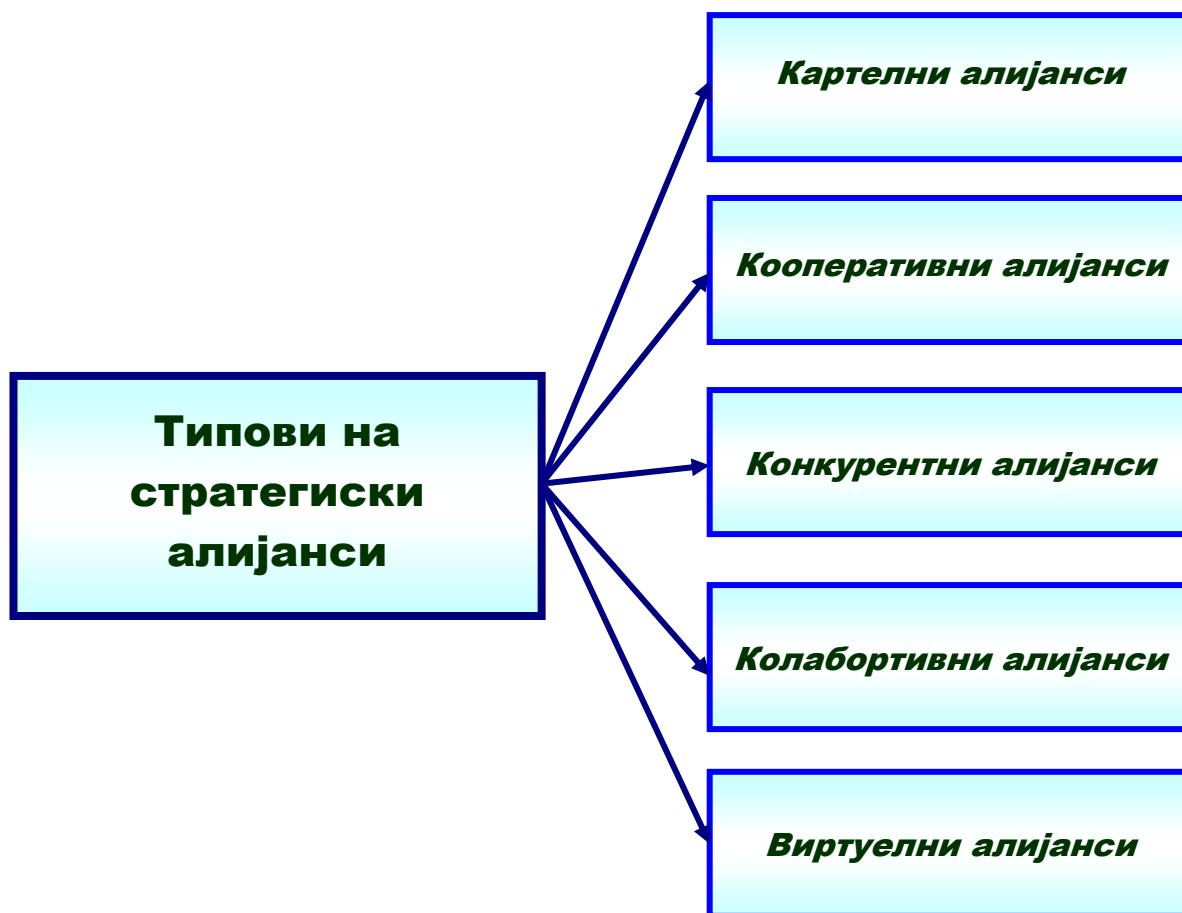 Картелни алијанси
Кооперативни алијанси
Типови на
стратегиски
алијанси
Конкурентни алијанси
Колабортивни алијанси
Виртуелни алијанси